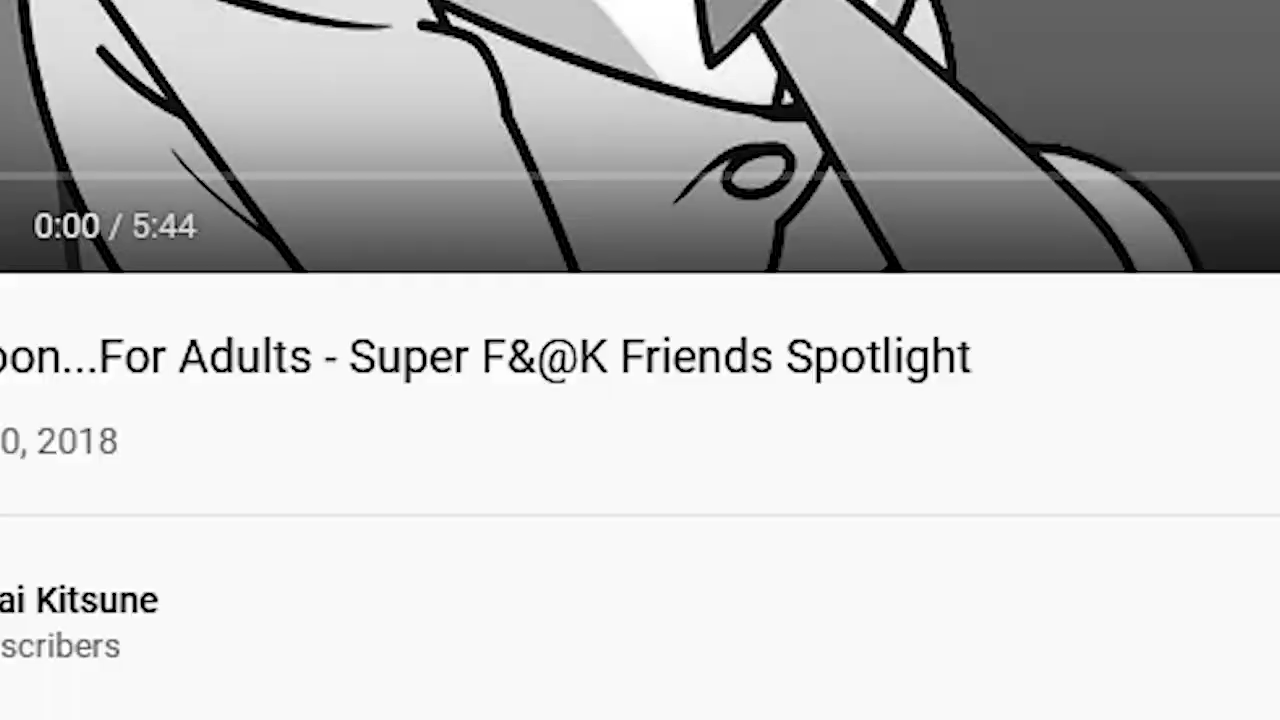 0:00 / 5:44
oon...For Adults - Super F&@K Friends Spotlight
0, 2018
ai Kitsune
scribers